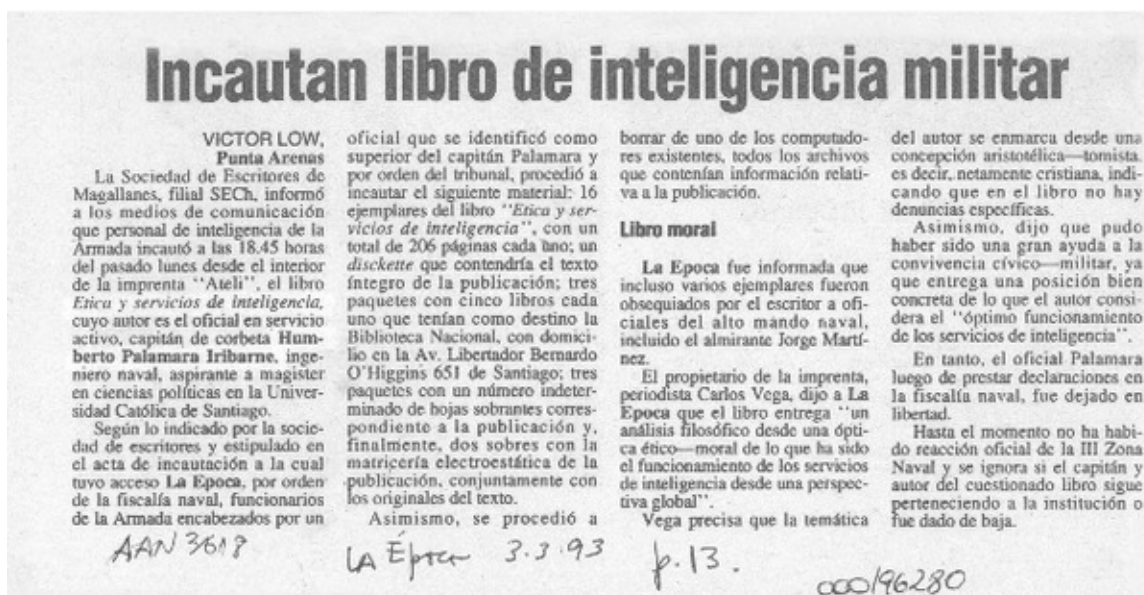 Incautan libro de inteligencia militar
VICTOR LOW,
Punta Arenas
La Sociedad de Escritores de
Magallanes, filial SECh, informó
a los medios de comunicación
que personal de inteligencia de la
Armada incautó a las 18.45 horas
del pasado lunes desde el interior
de la imprenta "Ateli", el libro
Etica y servicios de inteligencia,
cuyo autor es el oficial en servicio
activo, capitán de corbeta Hum-
berto Palamara Iribarne, inge-
niero naval, aspirante a magister
en ciencias políticas en la Univer-
sidad Católica de Santiago.
Según lo indicado por la socie-
dad de escritores y estipulado en
el acta de incautación a la cual
tuvo acceso La Epoca, por orden
de la fiscalía naval, funcionarios
de la Armada encabezados por un
oficial que se identificó como
superior del capitán Palamara y
por orden del tribunal, procedió a
incautar el siguiente material: 16
ejemplares del libro "Etica y ser-
vicios de inteligencia", con un
total de 206 páginas cada uno; un
disckette que contendría el texto
íntegro de la publicación; tres
paquetes con cinco libros cada
uno que tenían como destino la
Biblioteca Nacional, con domici-
lio en la Av. Libertador Bernardo
O'Higgins 651 de Santiago; tres
paquetes con un número indeter-
minado de hojas sobrantes corres-
pondiente a la publicación y,
finalmente, dos sobres con la
matricería electroestática de la
publicación, conjuntamente con
los originales del texto.
Asimismo, se procedió a
borrar de uno de los computado-
res existentes, todos los archivos
que contenían información relati-
va a la publicación.
Libro moral
La Epoca fue informada que
incluso varios ejemplares fueron
obsequiados por el escritor a ofi-
ciales del alto mando naval,
incluido el almirante Jorge Martí-
nez.
El propietario de la imprenta,
periodista Carlos Vega, dijo a La
Epoca que el libro entrega "un
análisis filosófico desde una ópti-
ca ético—moral de lo que ha sido
el funcionamiento de los servicios
de inteligencia desde una perspec-
tiva global".
Vega precisa que la temática
del autor se enmarca desde una
concepción aristotélica—tomista,
es decir, netamente cristiana, indi-
cando que en el libro no hay
denuncias específicas.
Asimismo, dijo que pudo
haber sido una gran ayuda a la
convivencia cívico—militar, ya
que entrega una posición bien
concreta de lo que el autor consi-
dera el "óptimo funcionamiento
de los servicios de inteligencia".
En tanto, el oficial Palamara
luego de prestar declaraciones en
la fiscalía naval, fue dejado en
libertad.
Hasta el momento no ha habi-
do reacción oficial de la III Zona
Naval y se ignora si el capitán y
autor del cuestionado libro sigue
perteneciendo a la institución o
fue dado de baja.
AAN 3618
LA Época 3.3.93 p.13.
000196280